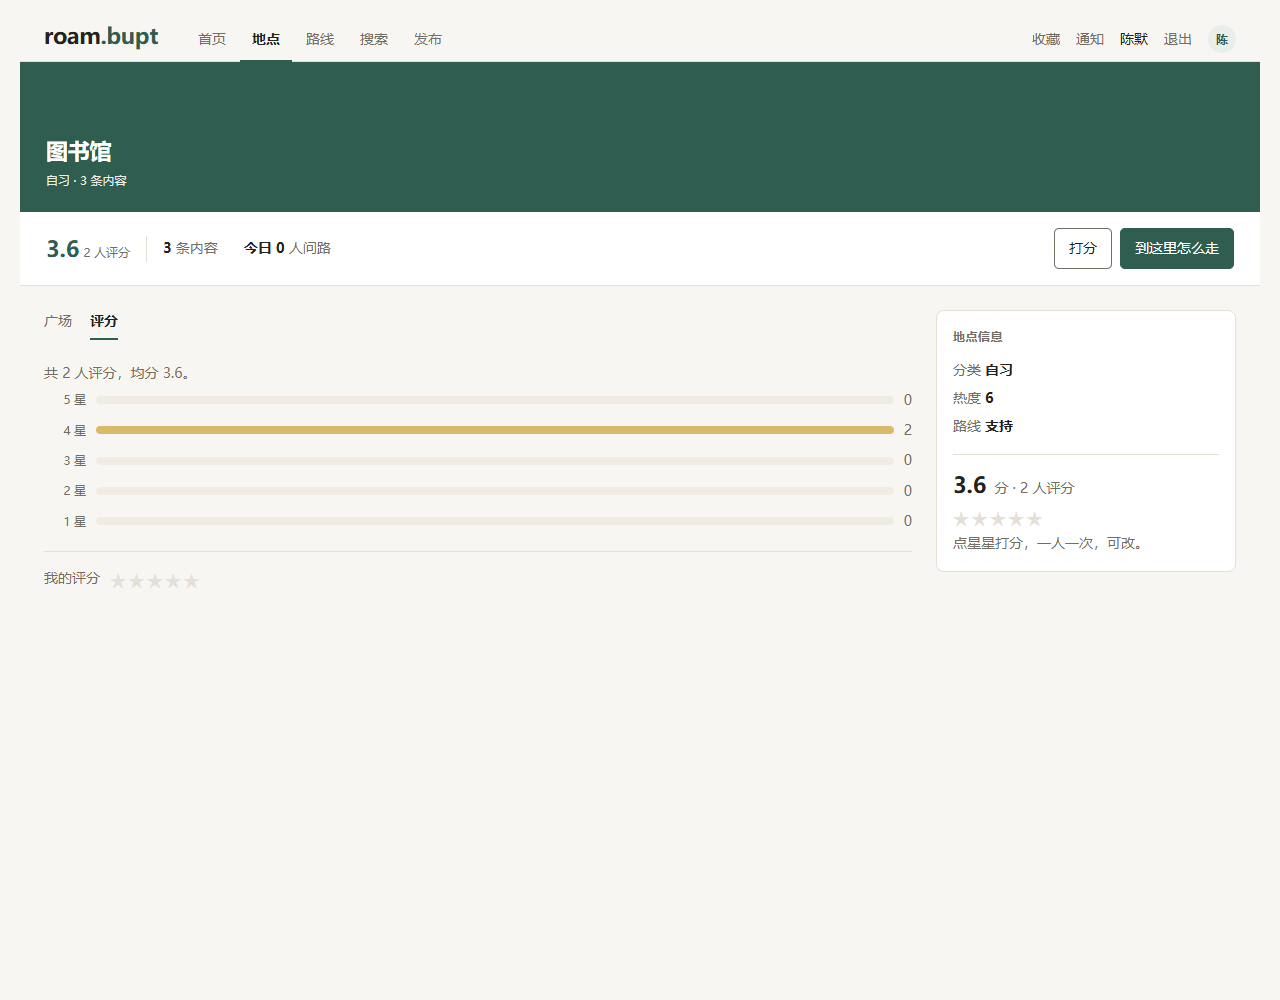 roam.bupt 首页 地点 路线 搜索 发布 收藏 通知 陈默 退出 陈
图书馆
自习 · 3 条内容
3.6 2 人评分 3 条内容 今日 0 人问路 打分 到这里怎么走
广场 评分
共 2 人评分，均分 3.6。
5 星 0
4 星 2
3 星 0
2 星 0
1 星 0
我的评分 ★★★★★
地点信息
分类 自习
热度 6
路线 支持
3.6 分 · 2 人评分
★★★★★
点星星打分，一人一次，可改。